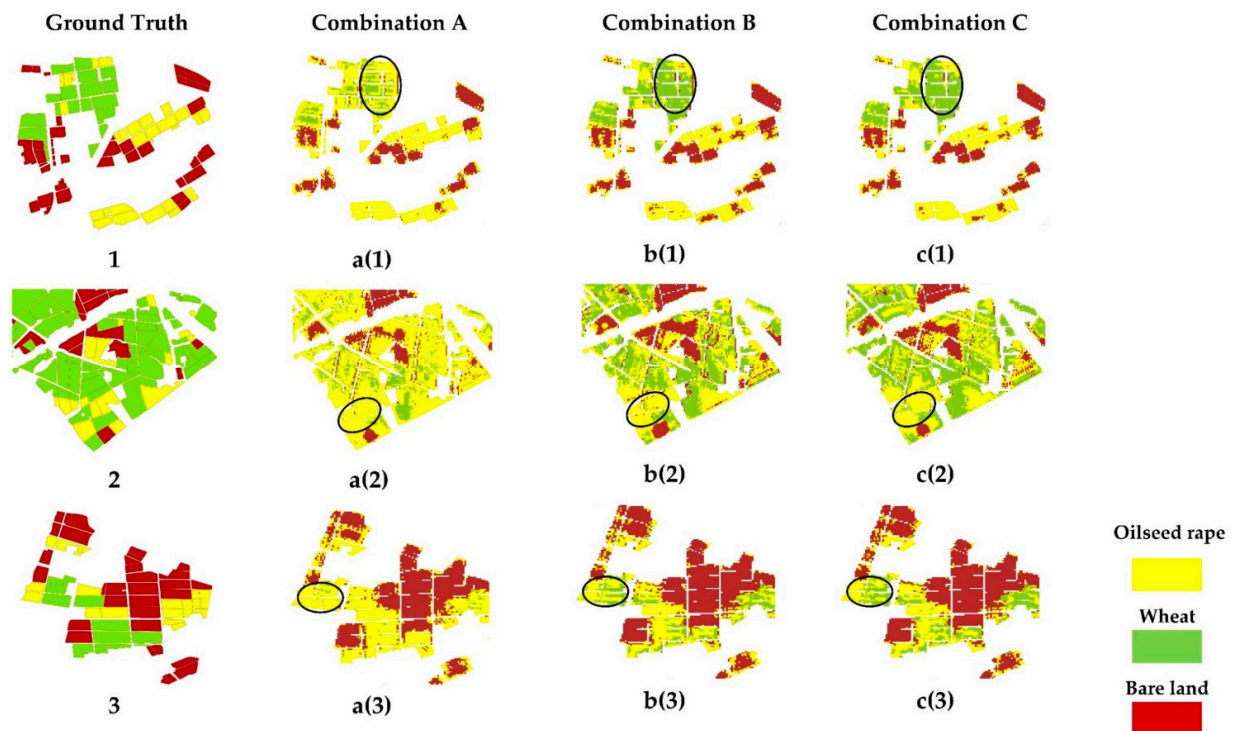 Ground Truth
Combination A
Combination B
Combination C
1
a(1)
b(1)
c(1)
2
a(2)
b(2)
c(2)
3
a(3)
b(3)
c(3)
Oilseed rape
Wheat
Bare land